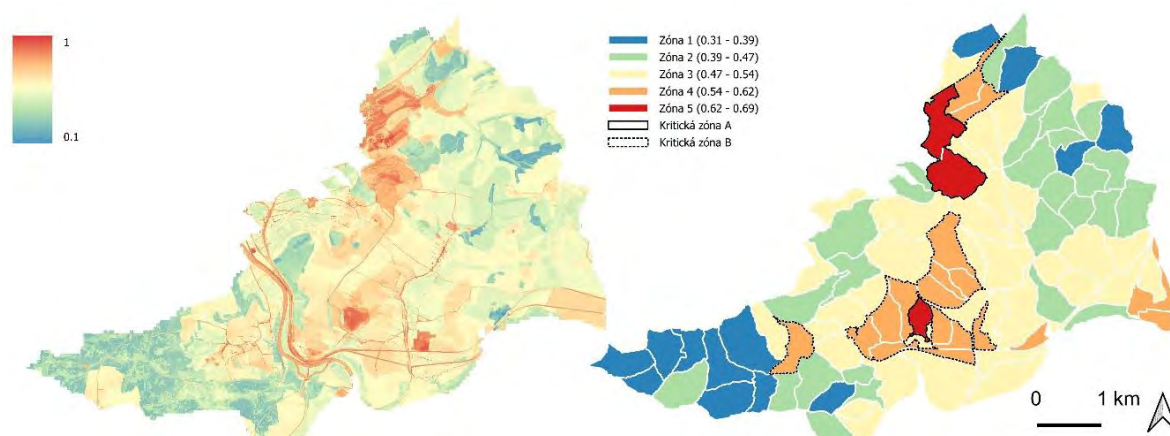 1
0.1
Zóna 1 (0.31 - 0.39)
Zóna 2 (0.39 - 0.47)
Zóna 3 (0.47 - 0.54)
Zóna 4 (0.54 - 0.62)
Zóna 5 (0.62 - 0.69)
Kritická zóna A
Kritická zóna B
0 1 km